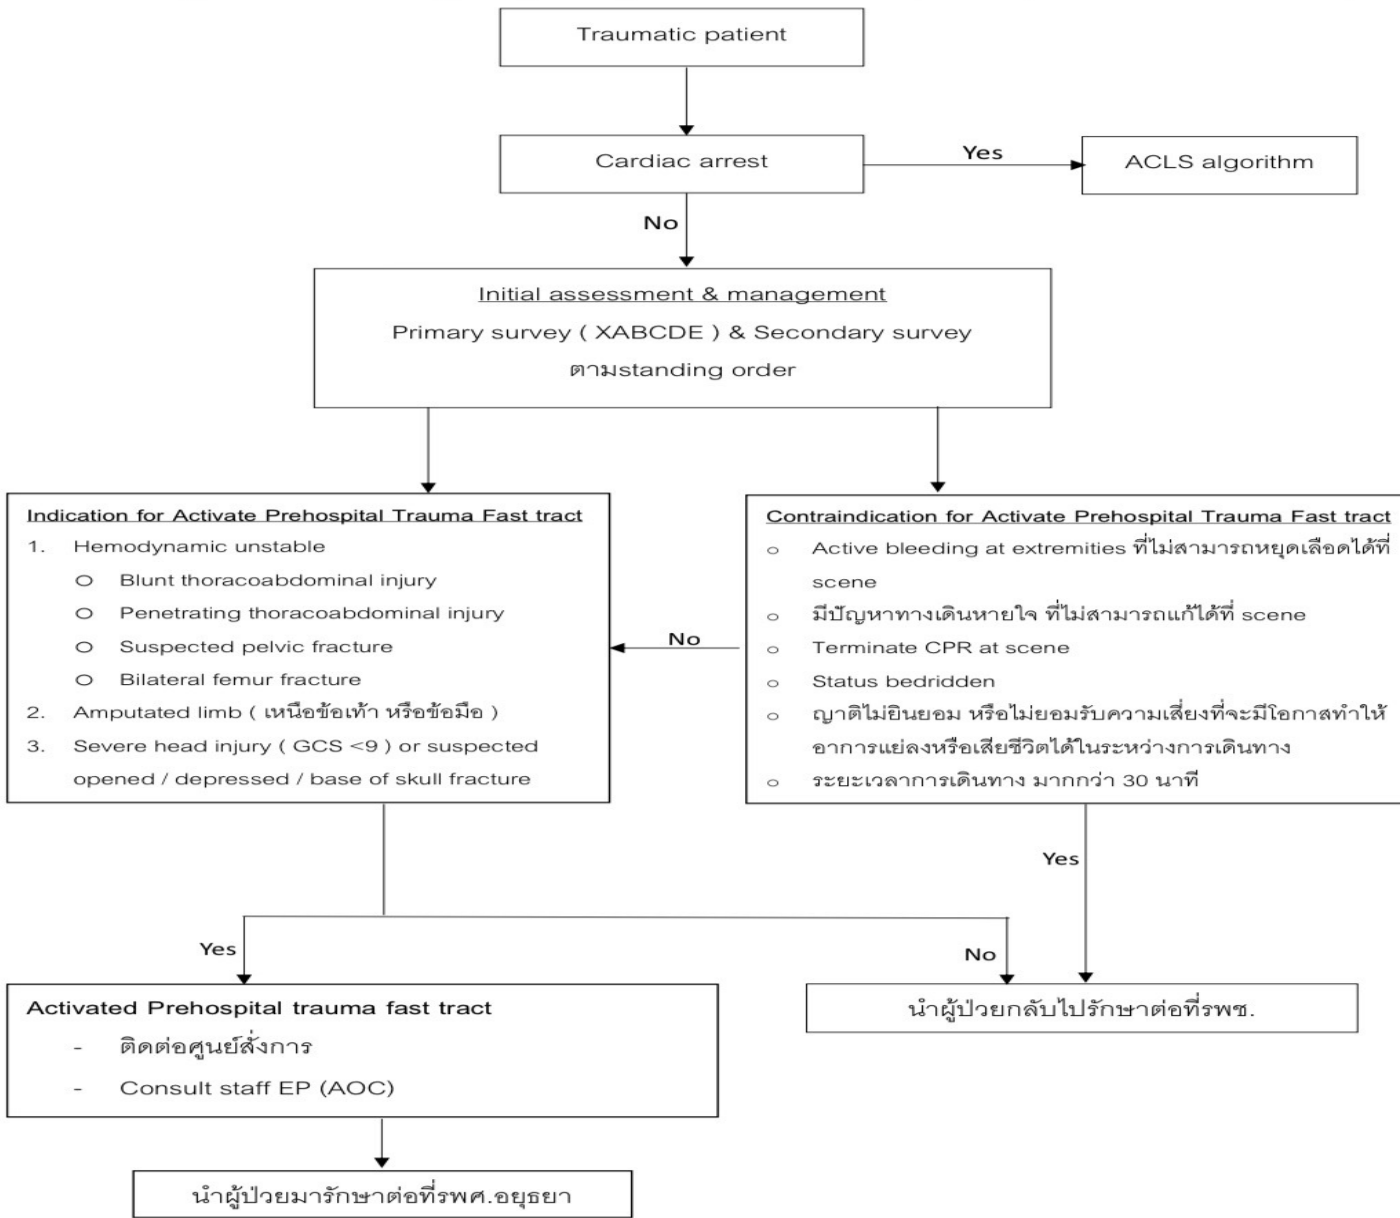 Traumatic patient
Cardiac arrest
Yes
ACLS algorithm
No
Initial assessment & management
Primary survey ( XABCDE ) & Secondary survey
ตามstanding order
Indication for Activate Prehospital Trauma Fast tract
1. Hemodynamic unstable
O Blunt thoracoabdominal injury
O Penetrating thoracoabdominal injury
O Suspected pelvic fracture
O Bilateral femur fracture
2. Amputated limb ( เหนือข้อเท้า หรือข้อมือ )
3. Severe head injury ( GCS <9 ) or suspected
opened / depressed / base of skull fracture
No
Contraindication for Activate Prehospital Trauma Fast tract
o Active bleeding at extremities ที่ไม่สามารถหยุดเลือดได้ที่
scene
o มีปัญหาทางเดินหายใจ ที่ไม่สามารถแก้ได้ที่ scene
o Terminate CPR at scene
o Status bedridden
o ญาติไม่ยินยอม หรือไม่ยอมรับความเสี่ยงที่จะมีโอกาสทำให้
อาการแย่ลงหรือเสียชีวิตได้ในระหว่างการเดินทาง
o ระยะเวลาการเดินทาง มากกว่า 30 นาที
Yes
Yes
No
Activated Prehospital trauma fast tract
- ติดต่อศูนย์สั่งการ
- Consult staff EP (AOC)
นำผู้ป่วยกลับไปรักษาต่อที่รพช.
นำผู้ป่วยมารักษาต่อที่รพศ.อยุธยา